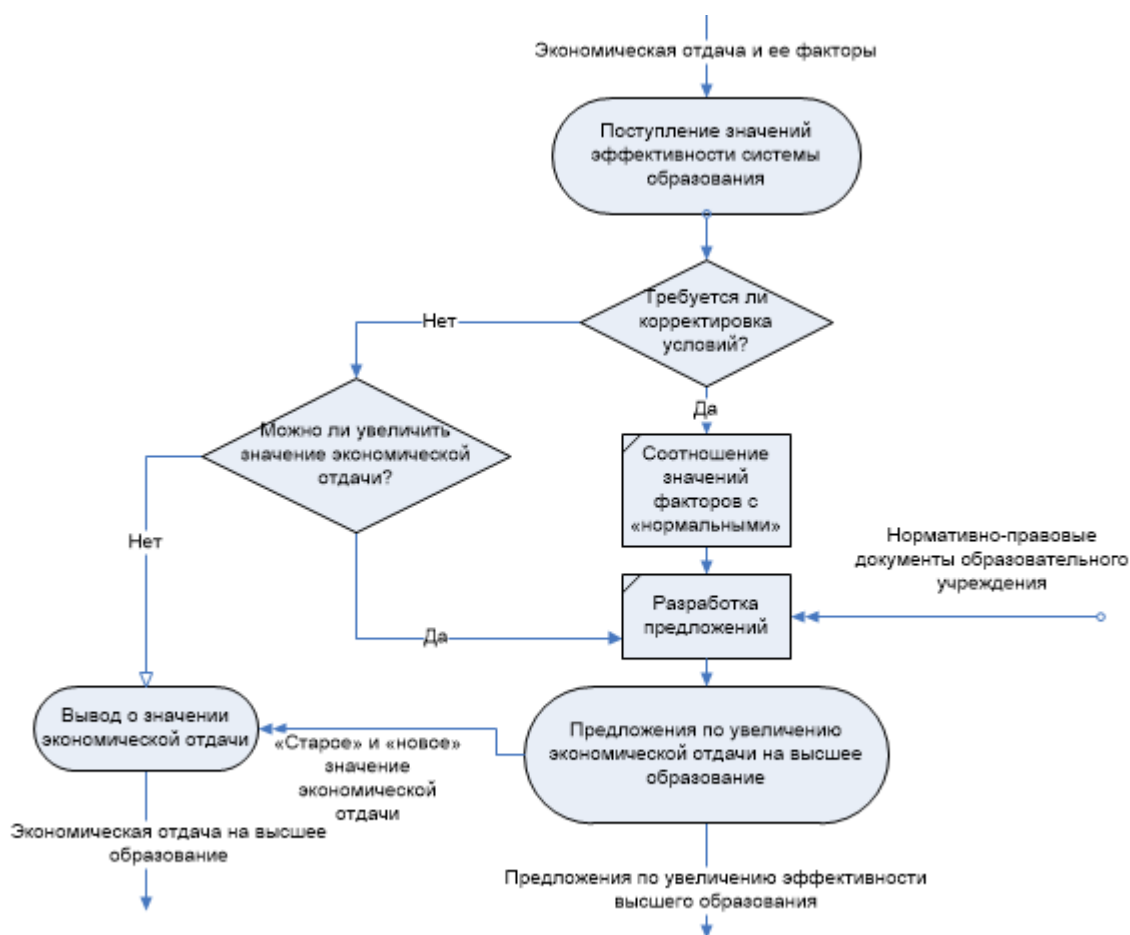 Экономическая отдача и ее факторы
Поступление значений
эффективности системы
образования
Требуется ли
корректировка
условий?
Нет
Да
Можно ли увеличить
значение экономической
отдачи?
Соотношение
значений
факторов с
«нормальными»
Нормативно-правовые
документы образовательного
учреждения
Нет
Разработка
предложений
Да
Вывод о значении
экономической отдачи
«Старое» и «новое»
значение
экономической
отдачи
Предложения по увеличению
экономической отдачи на высшее
образование
Экономическая отдача на высшее
образование
Предложения по увеличению эффективности
высшего образования